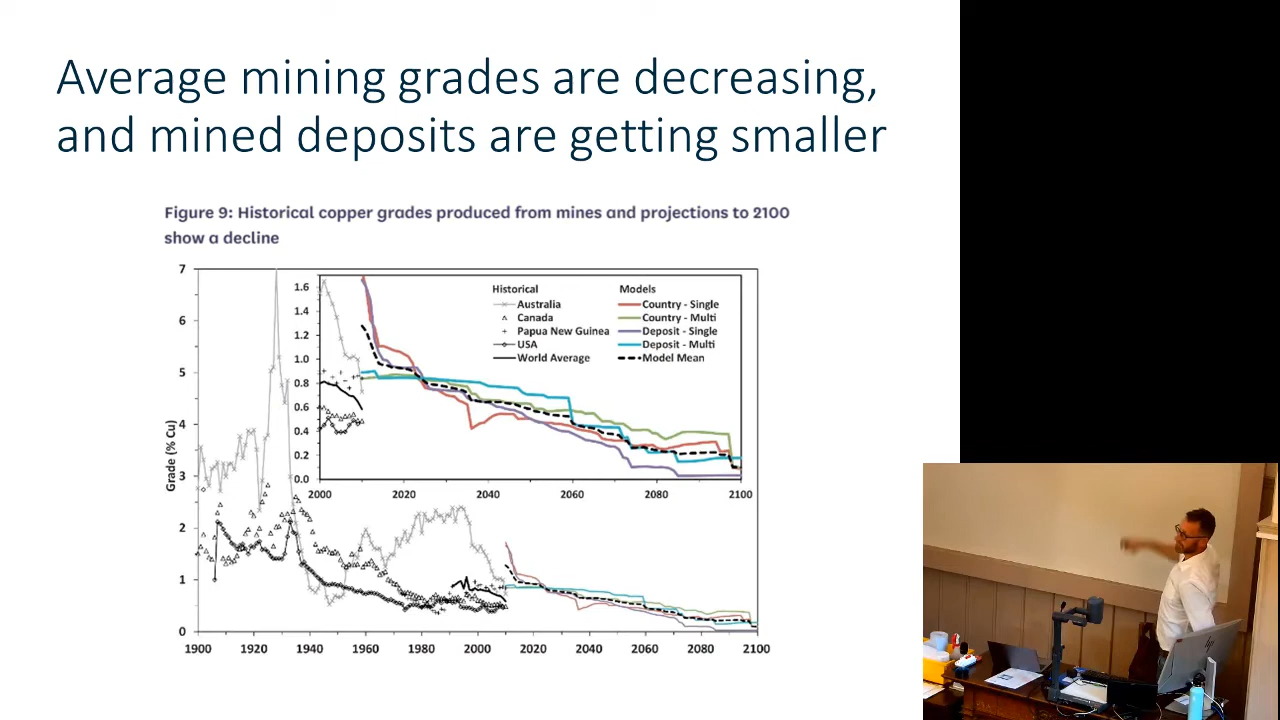 Average mining grades are decreasing,
and mined deposits are getting smaller
Figure 9: Historical copper grades produced from mines and projections to 2100
show a decline
7
6
5
4
3
2
1
0
Grade (% Cu)
1900
1920
1940
1960
1980
2000
2020
2040
2060
2080
2100
1.6
1.4
1.2
1.0
0.8
0.6
0.4
0.2
0.0
2000
2020
2040
2060
2080
2100
Historical
Australia
Canada
Papua New Guinea
USA
World Average
Models
Country - Single
Country - Multi
Deposit - Single
Deposit - Multi
Model Mean
hp